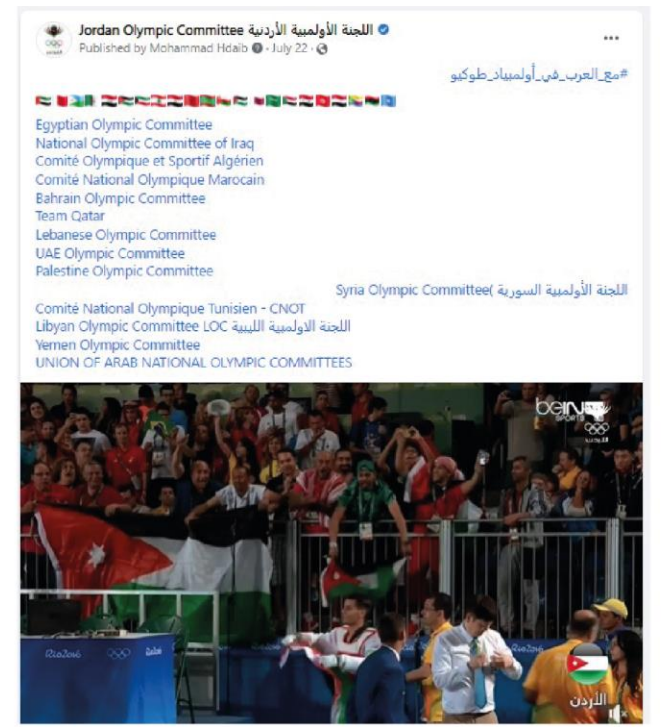 Jordan Olympic Committee اللجنة الأولمبية الأردنية
Published by Mohammad Hdaib · July 22 ·
#مع_العرب_في_أولمبياد_طوكيو
Egyptian Olympic Committee
National Olympic Committee of Iraq
Comité Olympique et Sportif Algérien
Comité National Olympique Marocain
Bahrain Olympic Committee
Team Qatar
Lebanese Olympic Committee
UAE Olympic Committee
Palestine Olympic Committee
اللجنة الأولمبية السورية )Syria Olympic Committee
Comité National Olympique Tunisien - CNOT
Libyan Olympic Committee LOC اللجنة الاولمبية الليبية
Yemen Olympic Committee
UNION OF ARAB NATIONAL OLYMPIC COMMITTEES
beIN
SPORTS
Rio2016
Rio2016
الأردن